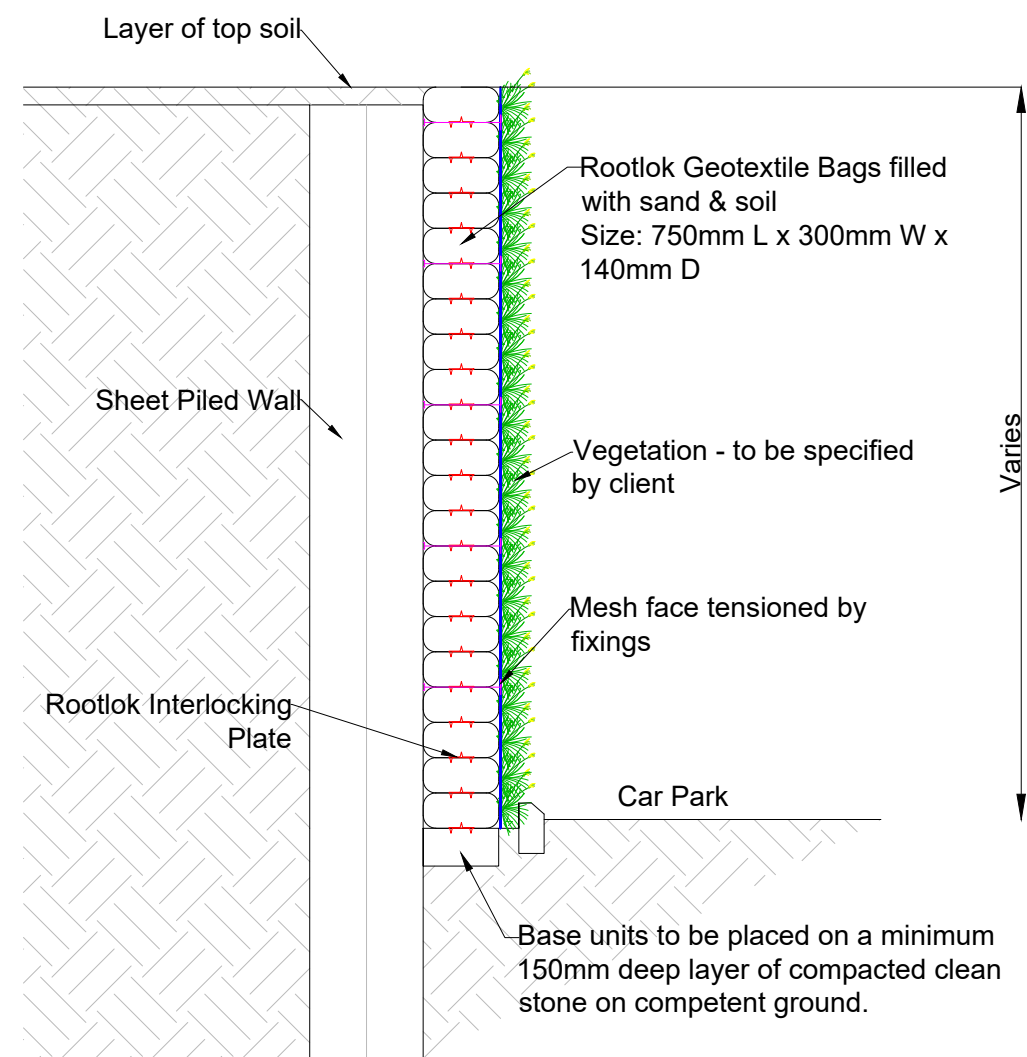 Layer of top soil
Rootlok Geotextile Bags filled
with sand & soil
Size: 750mm L x 300mm W x
140mm D
Sheet Piled Wall
Varies
Vegetation - to be specified
by client
Mesh face tensioned by
fixings
Rootlok Interlocking
Plate
Car Park
Base units to be placed on a minimum
150mm deep layer of compacted clean
stone on competent ground.